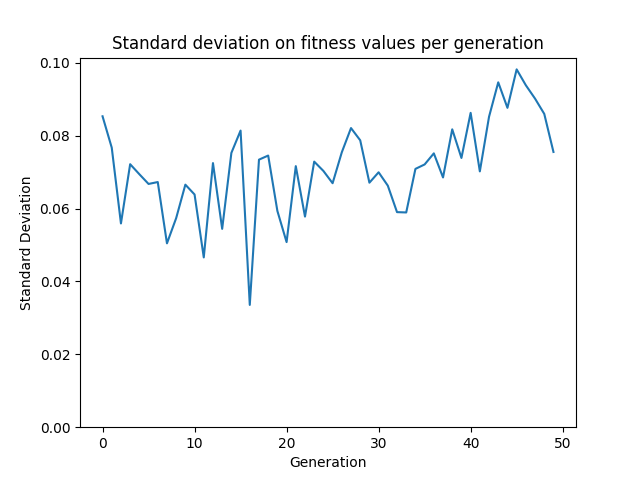 Standard deviation on fitness values per generation
0.10
0.08
0.06
0.04
0.02
0.00
Standard Deviation
0 10 20 30 40 50
Generation